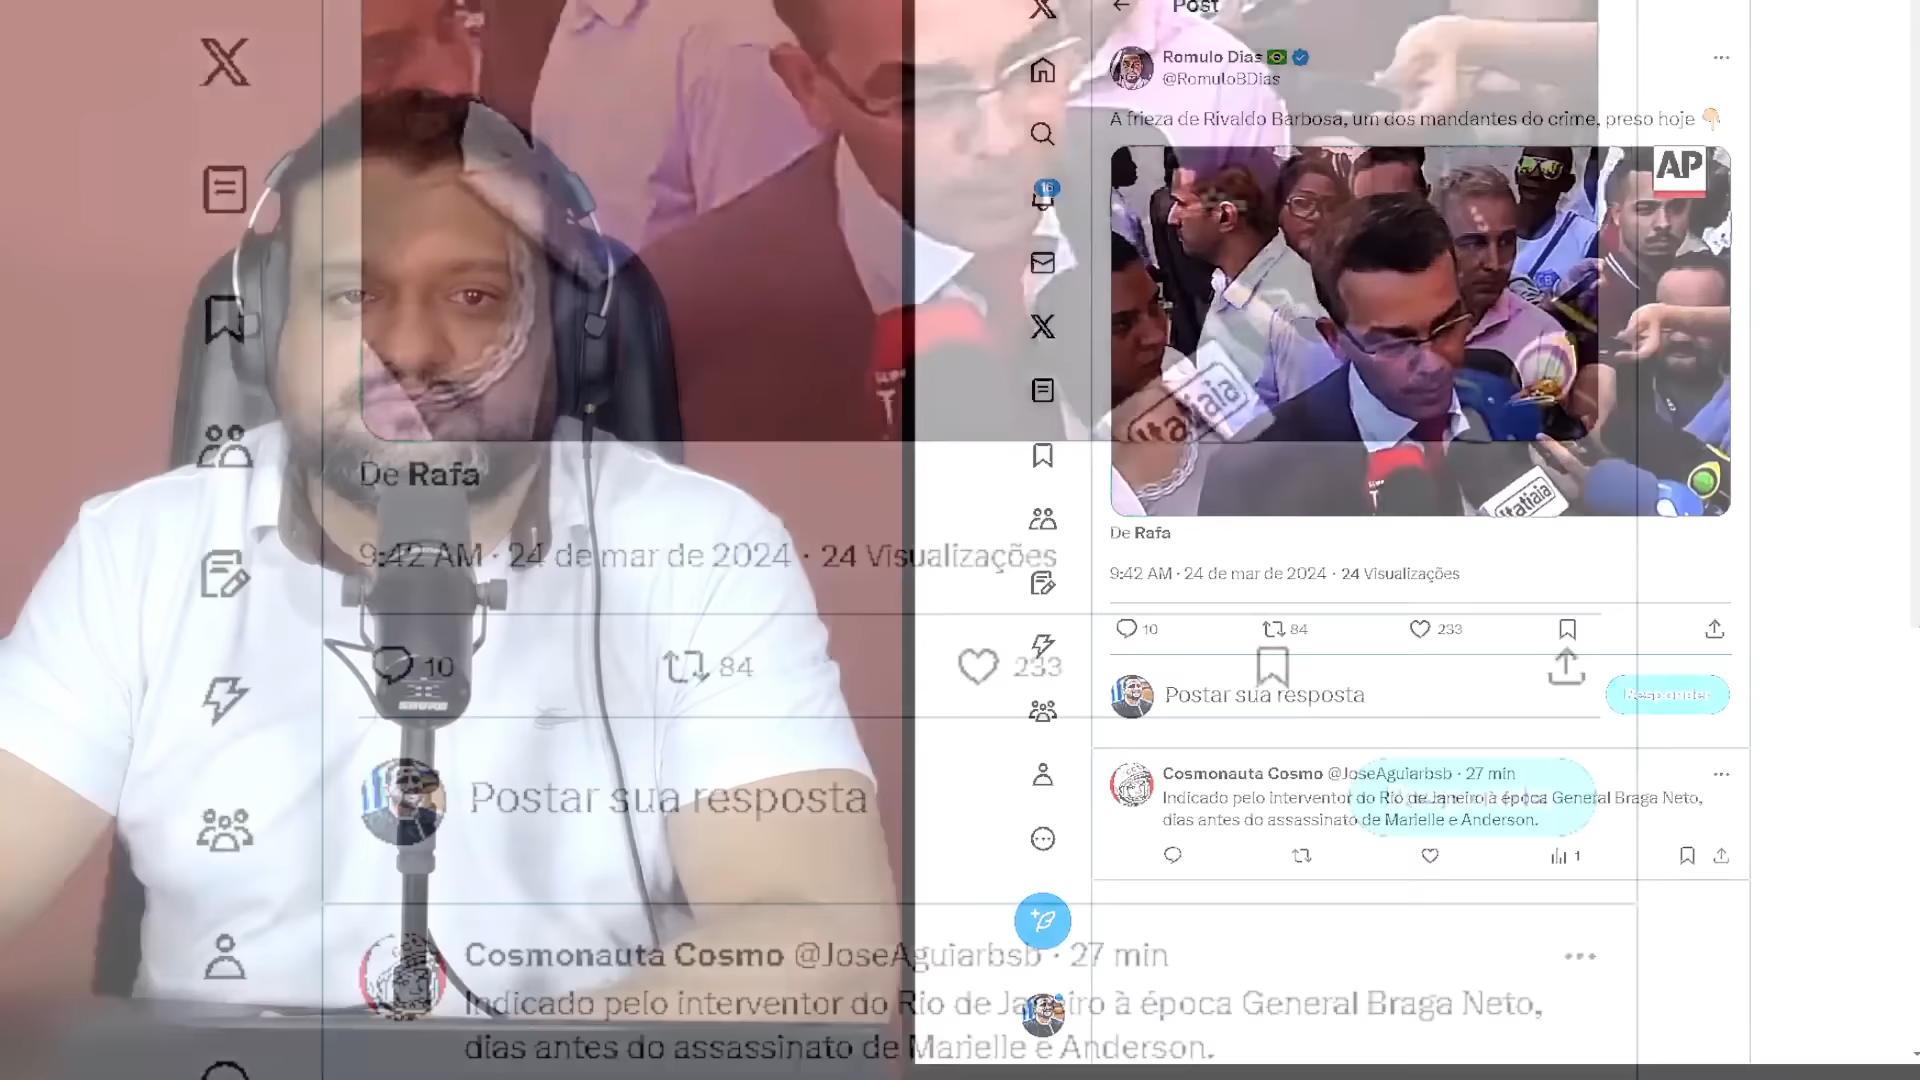 Post
Romulo Dias
@RomuloBDias
A frieza de Rivaldo Barbosa, um dos mandantes do crime, preso hoje
AP
Itatiaia
Itatiaia
De Rafa
9:42 AM · 24 de mar de 2024 · 24 Visualizações
10 84 233
Postar sua resposta
Responder
Cosmonauta Cosmo @JoseAguiarbsb · 27 min
Indicado pelo interventor do Rio de Janeiro à época General Braga Neto,
dias antes do assassinato de Marielle e Anderson.
1
16
De Rafa
9:42 AM · 24 de mar de 2024 · 24 Visualizações
10 84 233
Postar sua resposta
Cosmonauta Cosmo @JoseAguiarbsb · 27 min
Indicado pelo interventor do Rio de Janeiro à época General Braga Neto,
dias antes do assassinato de Marielle e Anderson.
SHURE